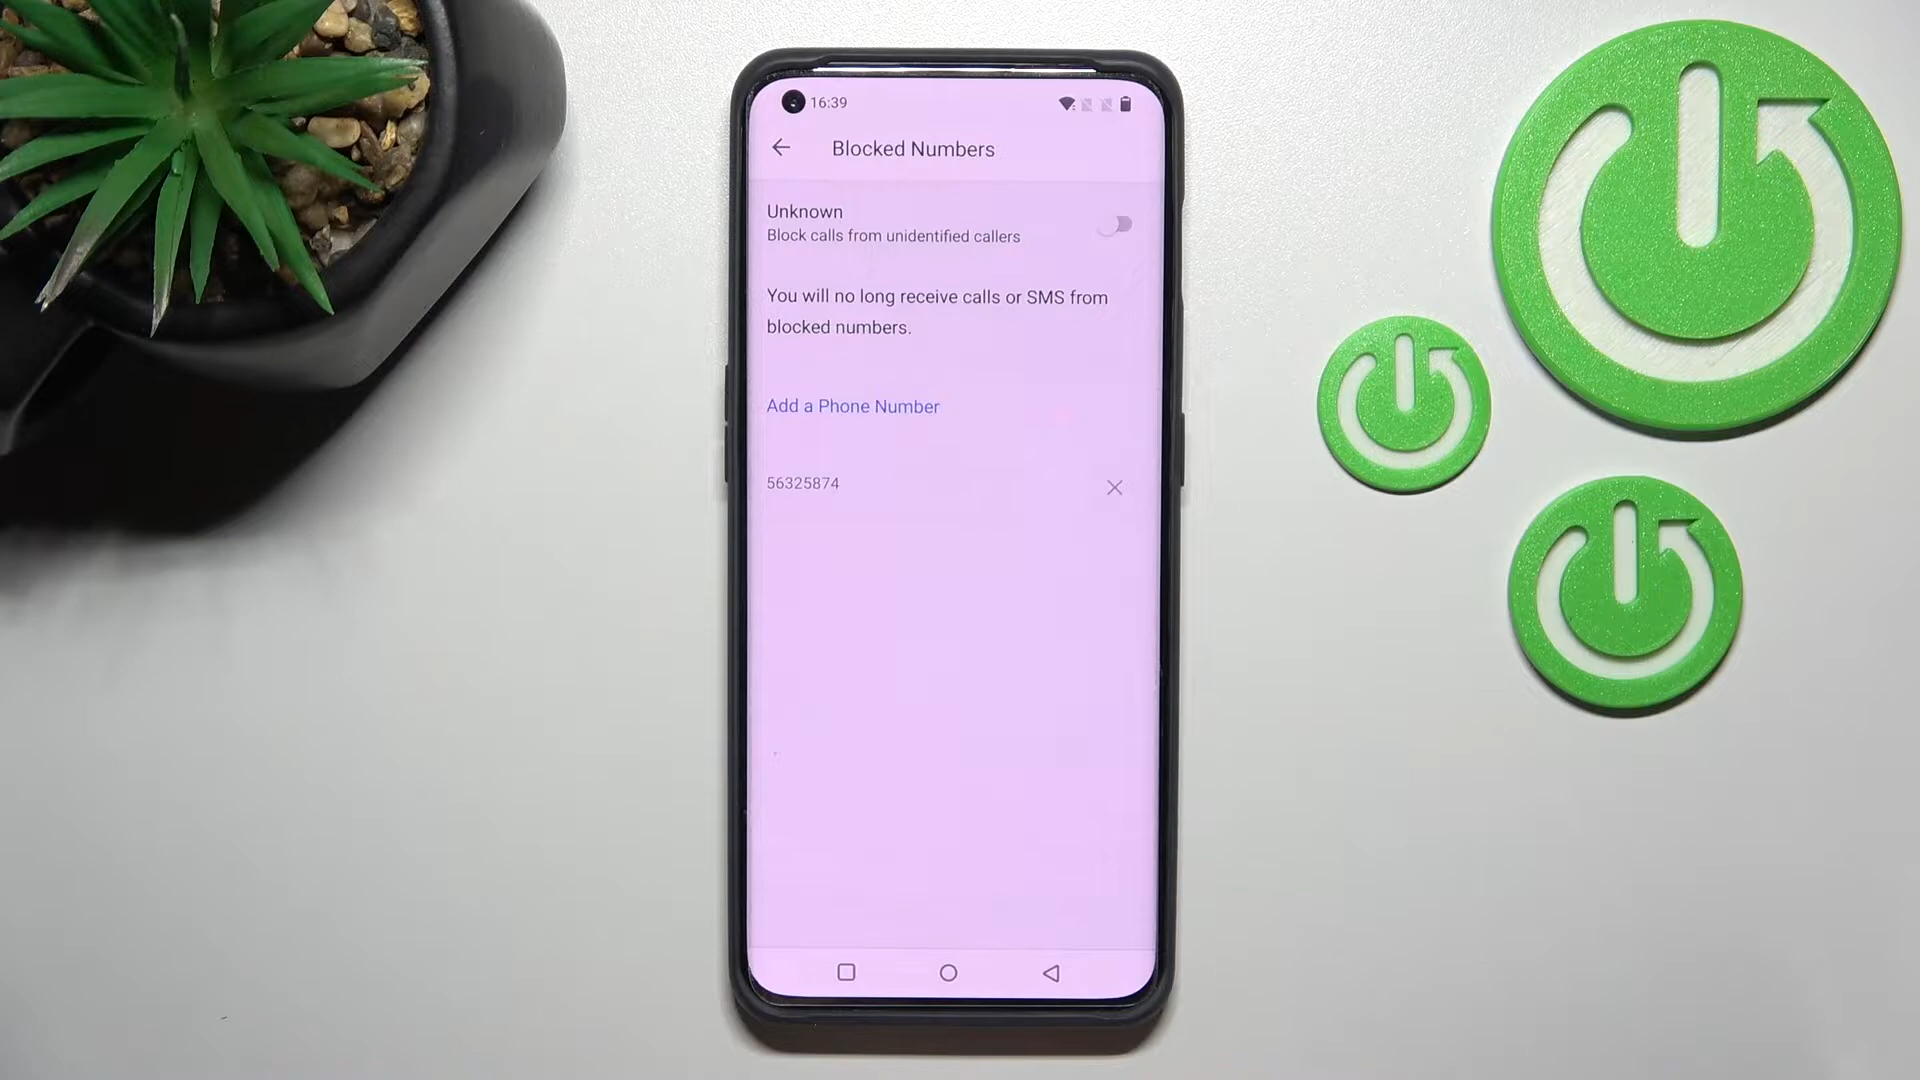 16:39
Blocked Numbers
Unknown
Block calls from unidentified callers
You will no long receive calls or SMS from
blocked numbers.
Add a Phone Number
56325874